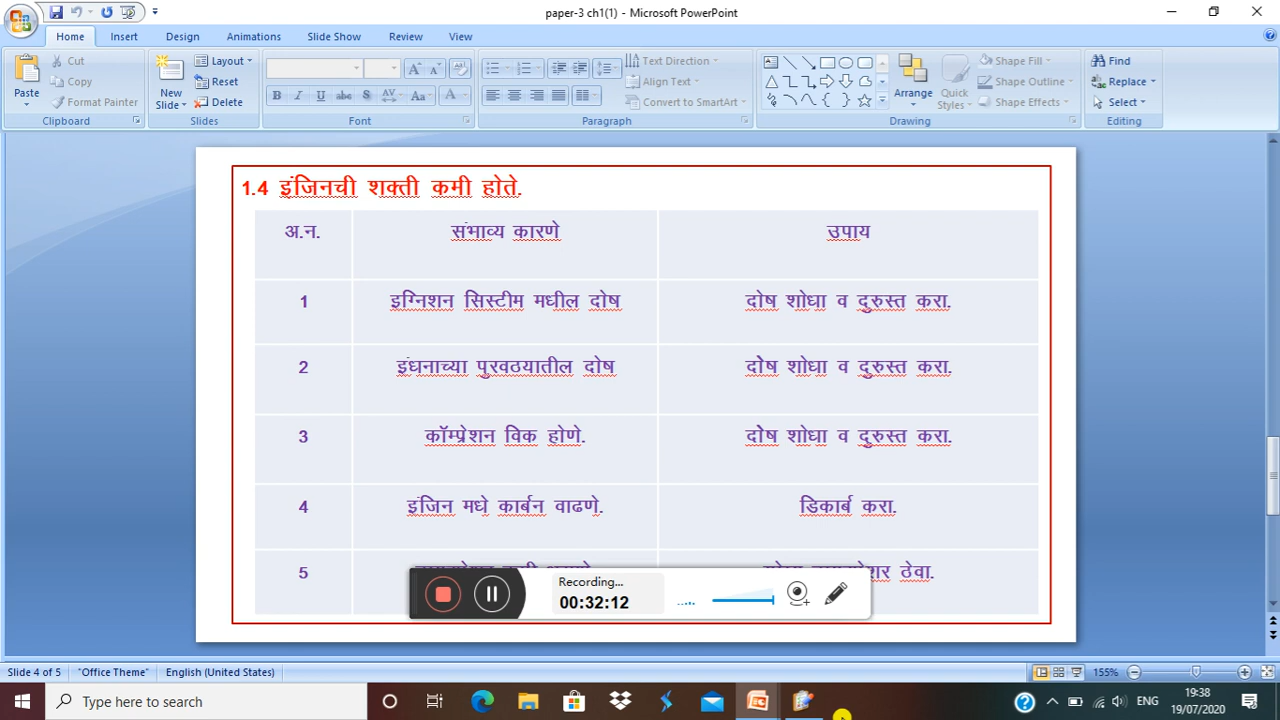 paper-3 ch1(1) - Microsoft PowerPoint
Home Insert Design Animations Slide Show Review View
Paste Cut Copy Format Painter Clipboard
New Slide Layout Reset Delete Slides
B I U abc S AV Aa A Font
Text Direction Align Text Convert to SmartArt Paragraph
Arrange Quick Styles Shape Fill Shape Outline Shape Effects Drawing
Find Replace Select Editing
1.4 इंजिनची शक्ती कमी होते.
अ.न. संभाव्य कारणे उपाय
1 इग्निशन सिस्टीम मधील दोष दोष शोधा व दुरुस्त करा.
2 इंधनाच्या पुरवठयातील दोष दोष शोधा व दुरुस्त करा.
3 कॉम्प्रेशन विक होणे. दोष शोधा व दुरुस्त करा.
4 इंजिन मधे कार्बन वाढणे. डिकार्ब करा.
5 ठेवा.
Recording...
00:32:12
Slide 4 of 5 "Office Theme" English (United States) 155%
Type here to search ENG 19:38
19/07/2020